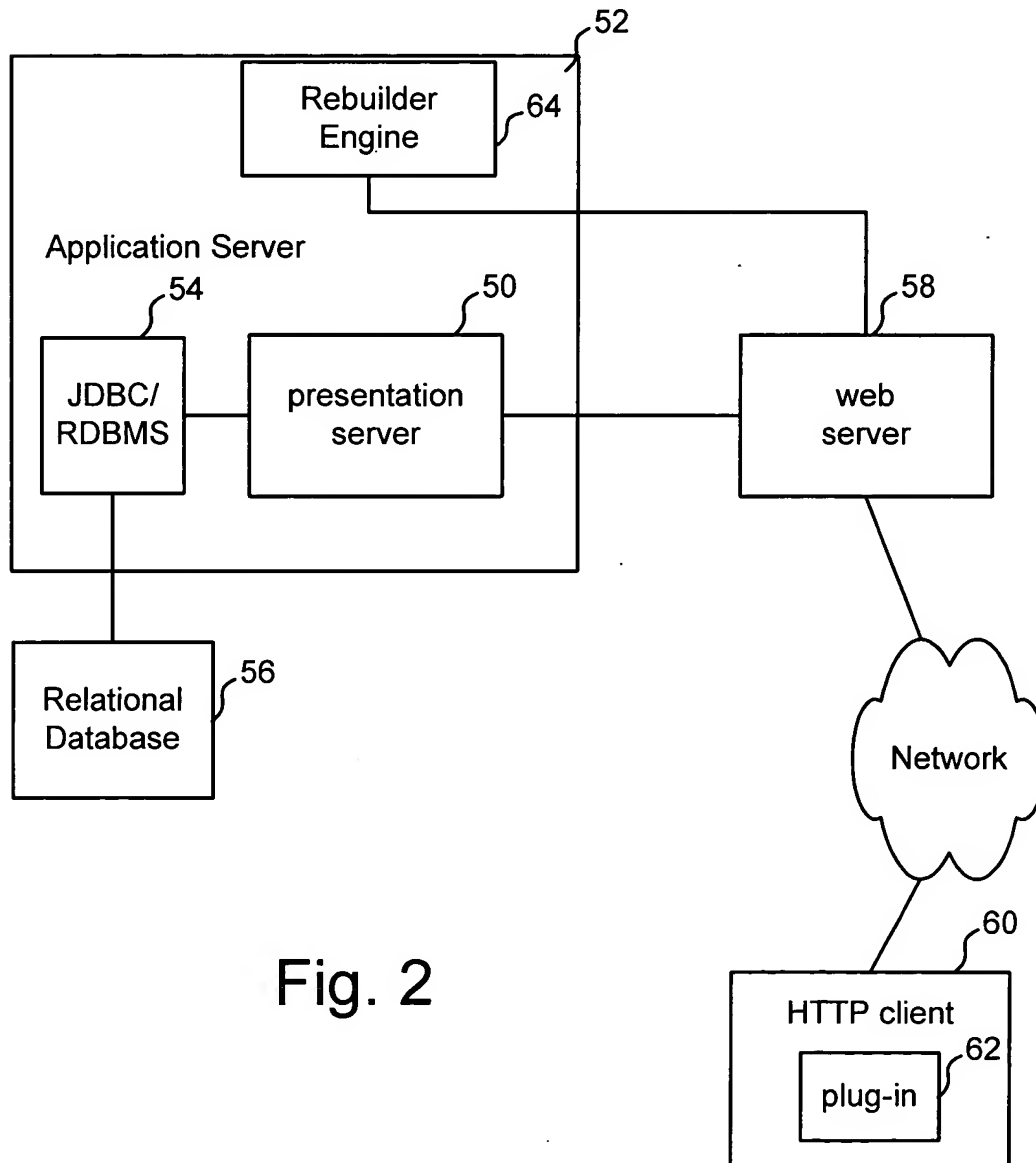 52
Rebuilder
Engine
64
Application Server
54
50
58
JDBC/
RDBMS
presentation
server
web
server
Relational
Database
56
Network
60
Fig. 2
HTTP client
62
plug-in